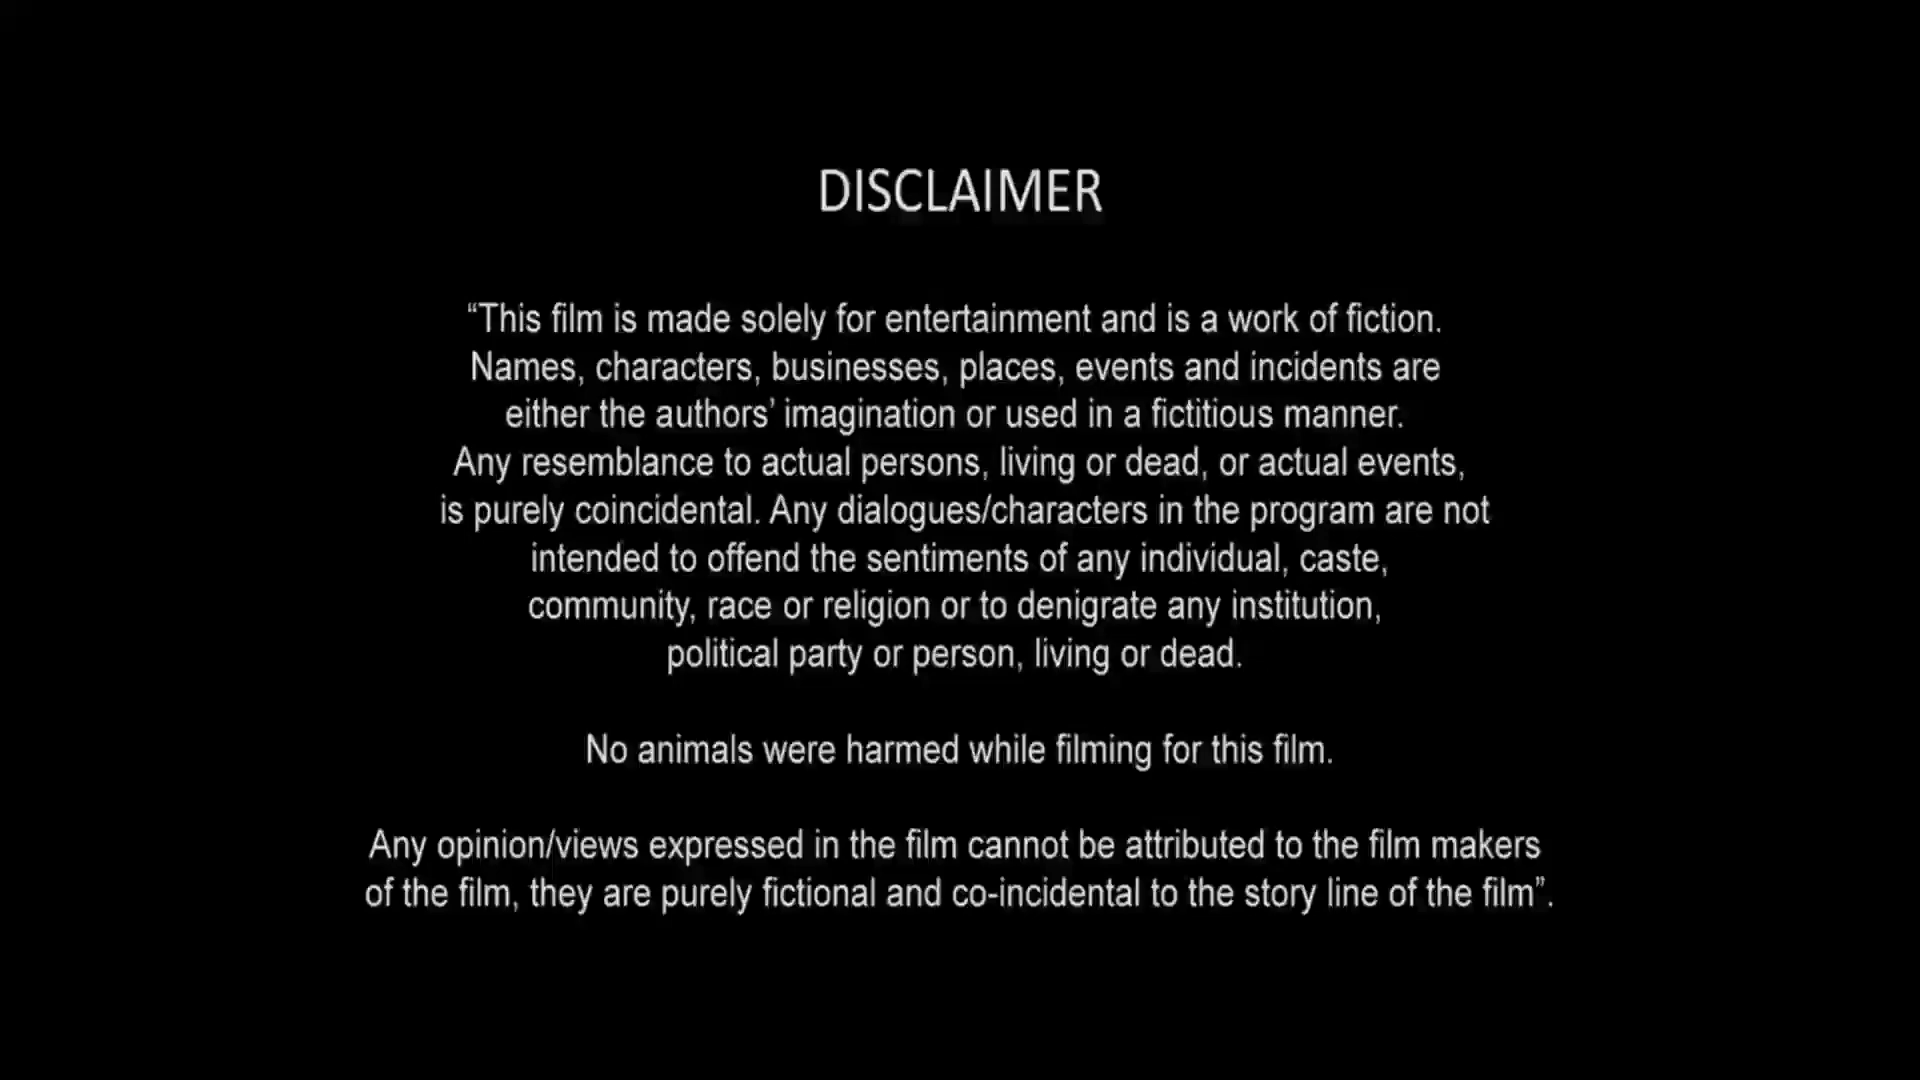 DISCLAIMER
“This film is made solely for entertainment and is a work of fiction.
Names, characters, businesses, places, events and incidents are
either the authors’ imagination or used in a fictitious manner.
Any resemblance to actual persons, living or dead, or actual events,
is purely coincidental. Any dialogues/characters in the program are not
intended to offend the sentiments of any individual, caste,
community, race or religion or to denigrate any institution,
political party or person, living or dead.
No animals were harmed while filming for this film.
Any opinion/views expressed in the film cannot be attributed to the film makers
of the film, they are purely fictional and co-incidental to the story line of the film”.